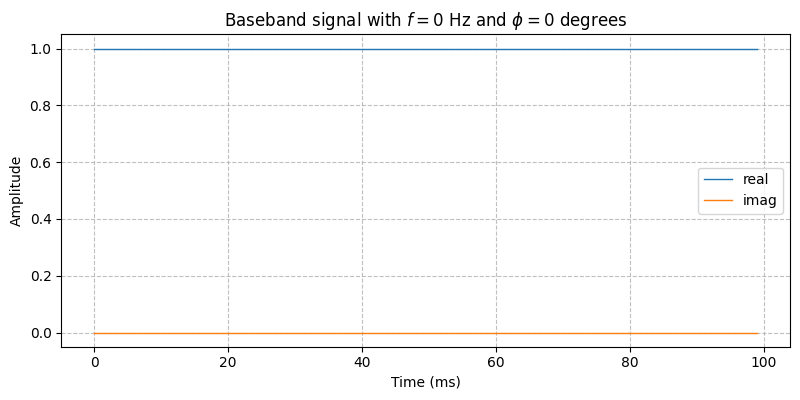 Baseband signal with f = 0 Hz and ϕ = 0 degrees
1.0
0.8
0.6
0.4
0.2
0.0
Amplitude
real
imag
0 20 40 60 80 100
Time (ms)